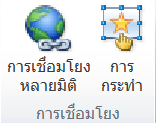 การเชื่อมโยง
หลายมิติ
การ
กระทำ
การเชื่อมโยง